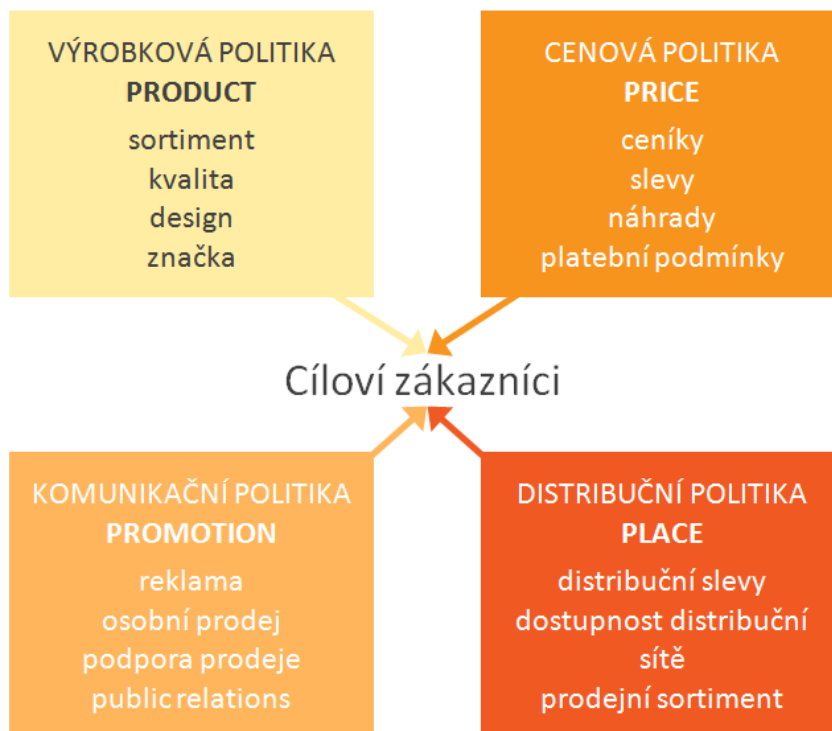 VÝROBKOVÁ POLITIKA
PRODUCT
sortiment
kvalita
design
značka
CENOVÁ POLITIKA
PRICE
ceníky
slevy
náhrady
platební podmínky
Cíloví zákazníci
KOMUNIKAČNÍ POLITIKA
PROMOTION
reklama
osobní prodej
podpora prodeje
public relations
DISTRIBUČNÍ POLITIKA
PLACE
distribuční slevy
dostupnost distribuční
sítě
prodejní sortiment